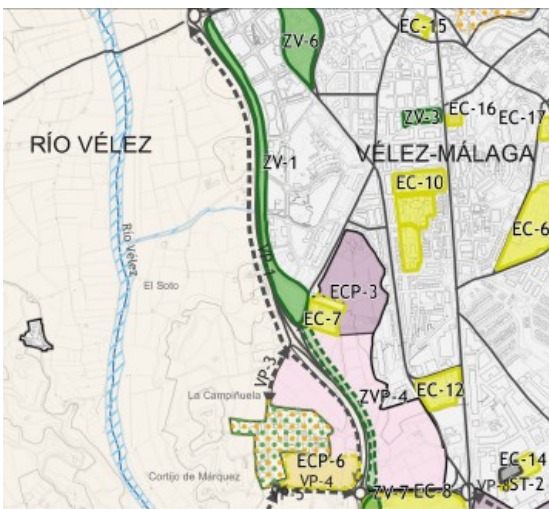 EC-15
ZV-6
EC-16
ZV-3
EC-17
RÍO VÉLEZ
ZV-1
VÉLEZ-MÁLAGA
EC-10
EC-6
Río Vélez
VP-1
El Soto
ECP-3
EC-7
VP-3
La Campiñuela
ZVP-4
EC-12
ECP-6
EC-14
Cortijo de Márquez
VP-4
ST-2
ZV-7
EC-8